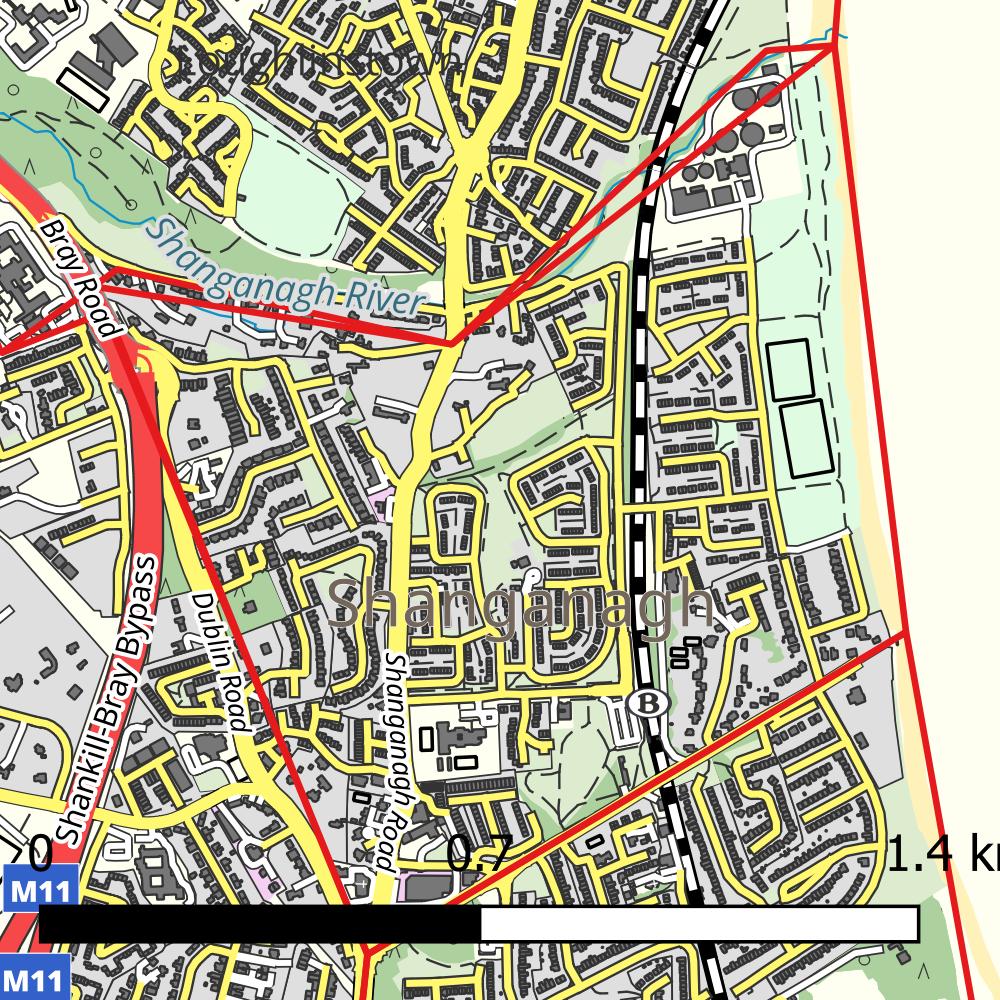 Loughlinstown
Bray Road
Shanganagh River
Shanganagh
Dublin Road
Shankill-Bray Bypass
Shanganagh Road
B
0
0.7
1.4 km
M11
M11